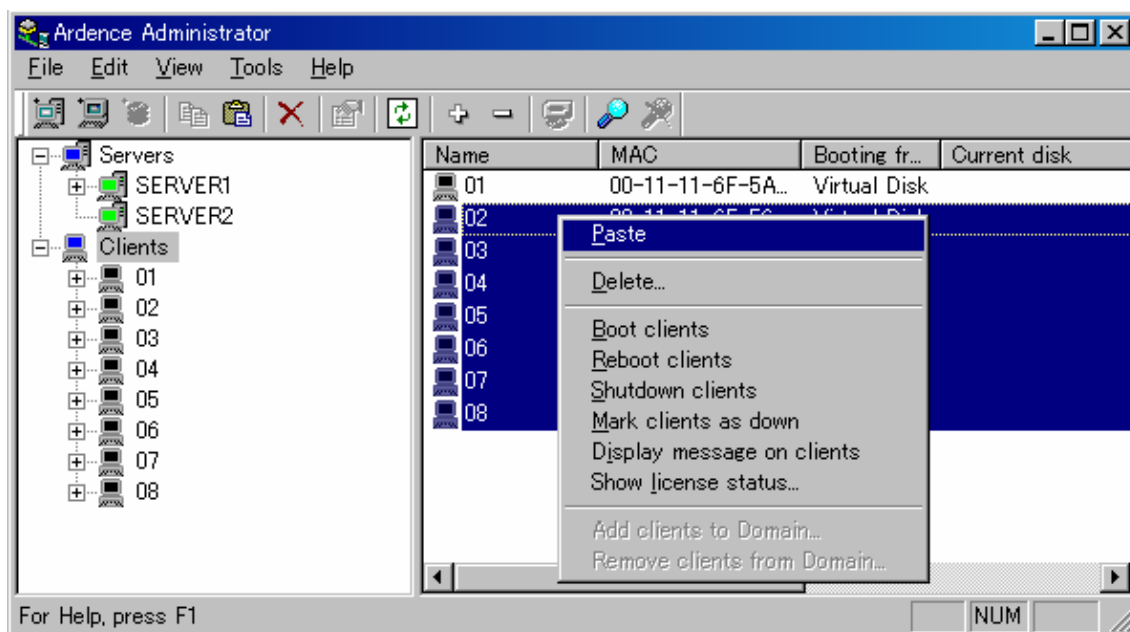 Ardence Administrator
File Edit View Tools Help
Servers
SERVER1
SERVER2
Clients
01
02
03
04
05
06
07
08
Name MAC Booting fr... Current disk
01 00-11-11-6F-5A... Virtual Disk
02
03
04
05
06
07
08
Paste
Delete...
Boot clients
Reboot clients
Shutdown clients
Mark clients as down
Display message on clients
Show license status...
Add clients to Domain...
Remove clients from Domain...
For Help, press F1 NUM